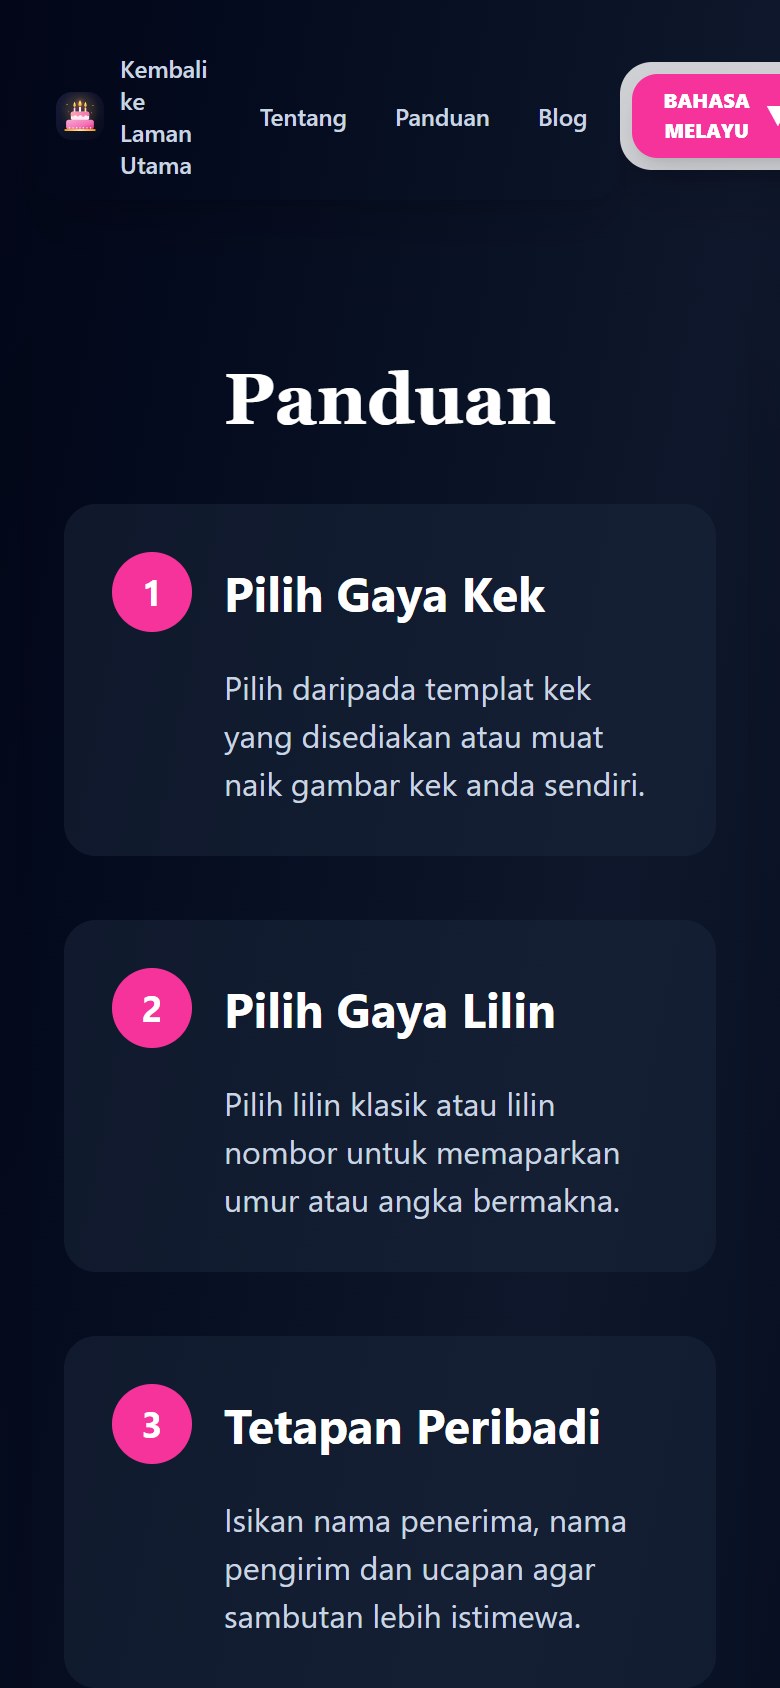 Kembali
ke
Laman
Utama
Tentang
Panduan
Blog
BAHASA
MELAYU
Panduan
1
Pilih Gaya Kek
Pilih daripada templat kek
yang disediakan atau muat
naik gambar kek anda sendiri.
2
Pilih Gaya Lilin
Pilih lilin klasik atau lilin
nombor untuk memaparkan
umur atau angka bermakna.
3
Tetapan Peribadi
Isikan nama penerima, nama
pengirim dan ucapan agar
sambutan lebih istimewa.